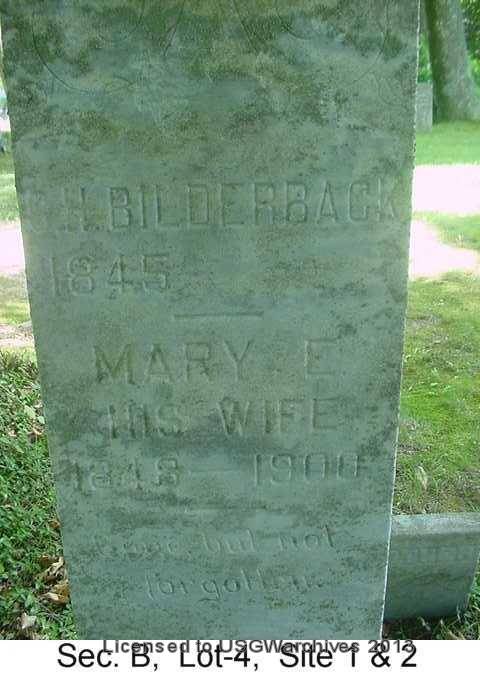 H. BILDERBACK
1845
MARY E
HIS WIFE
1848 — 1900
Gone but not
forgotten.
Licensed to USGWarchives 2013
Sec. B, Lot-4, Site 1 & 2